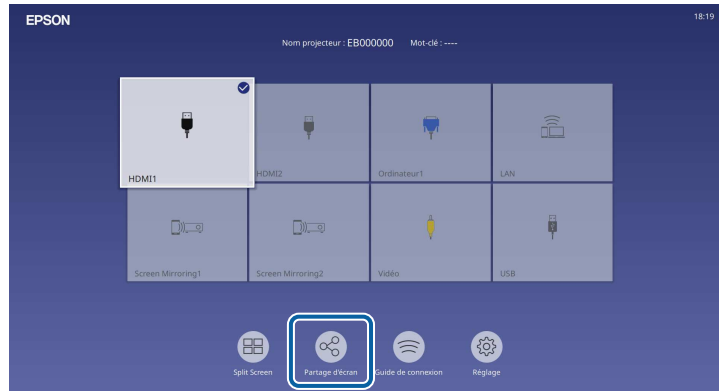 EPSON
18:19
Nom projecteur : EB000000 Mot-clé : ----
HDMI1
HDMI2
Ordinateur1
LAN
Screen Mirroring1
Screen Mirroring2
Vidéo
USB
Split Screen
Partage d'écran
Guide de connexion
Réglage